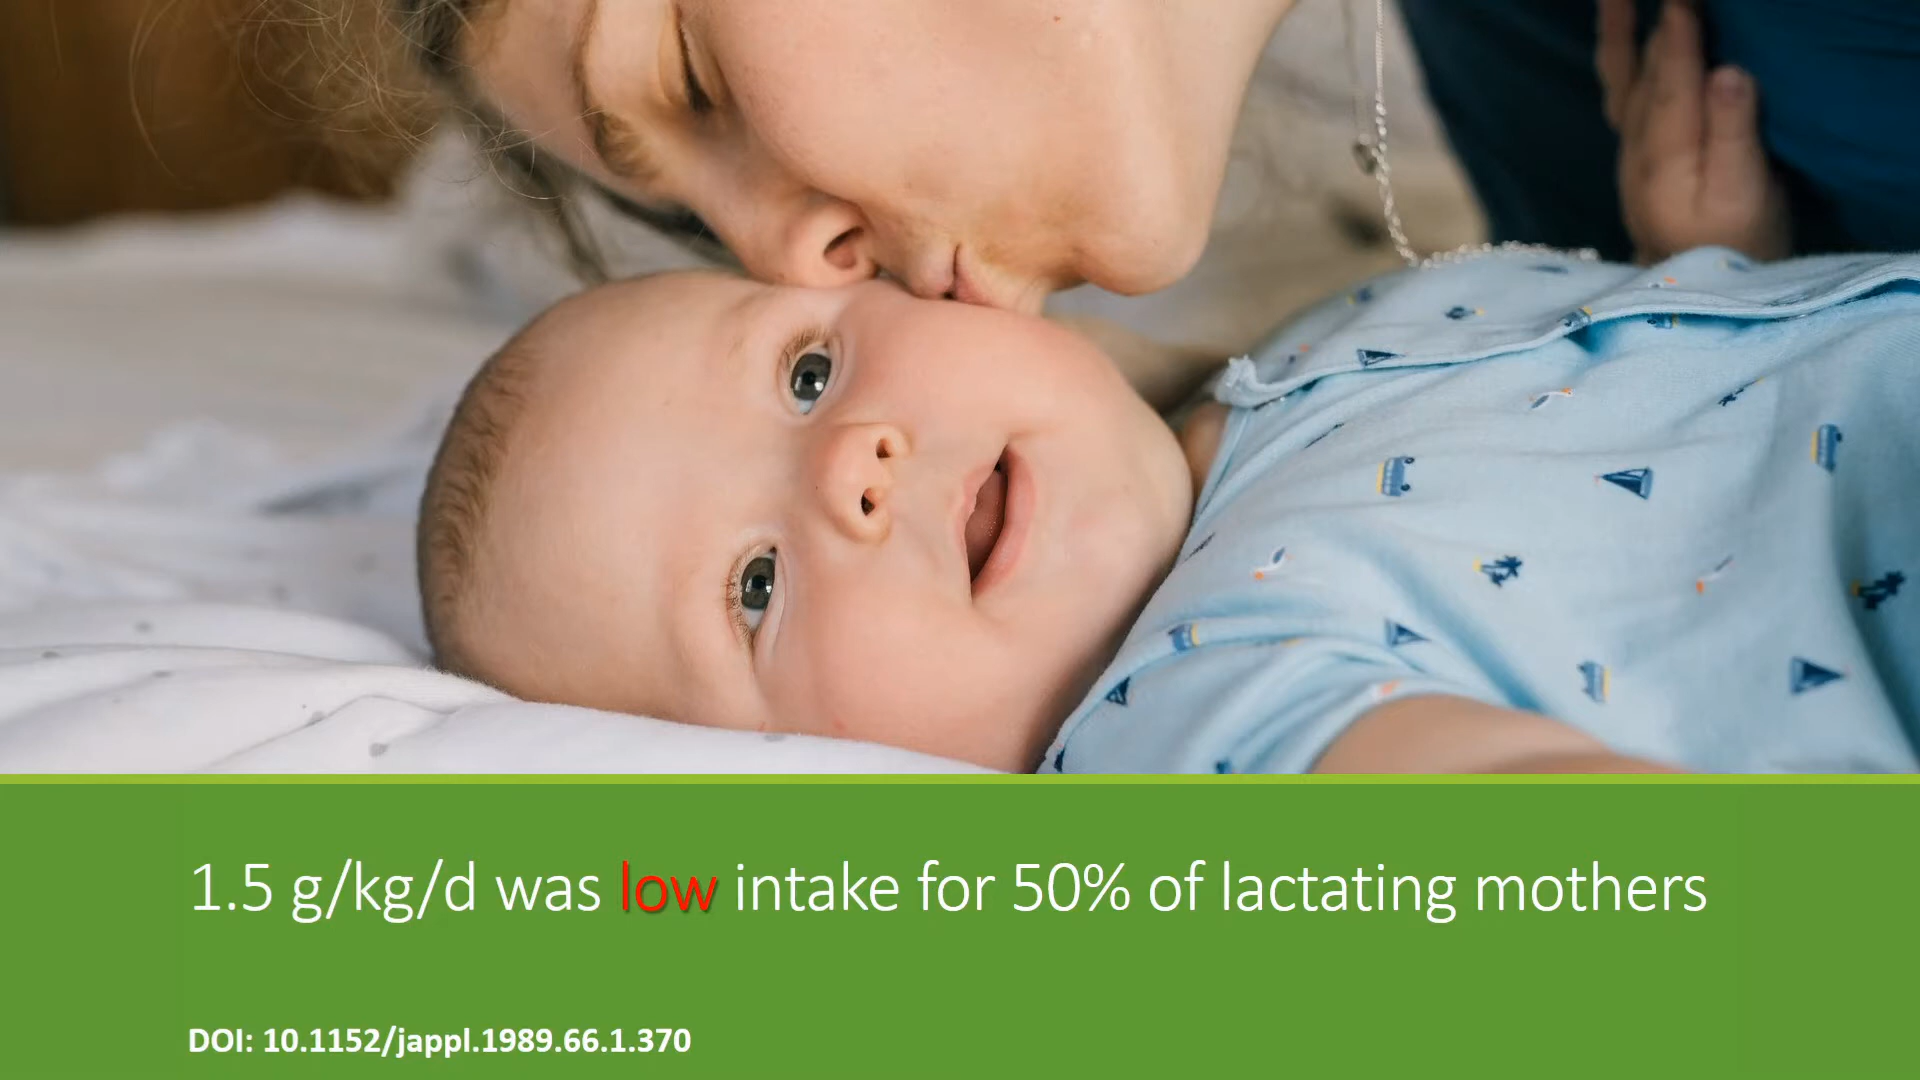 1.5 g/kg/d was low intake for 50% of lactating mothers
DOI: 10.1152/jappl.1989.66.1.370